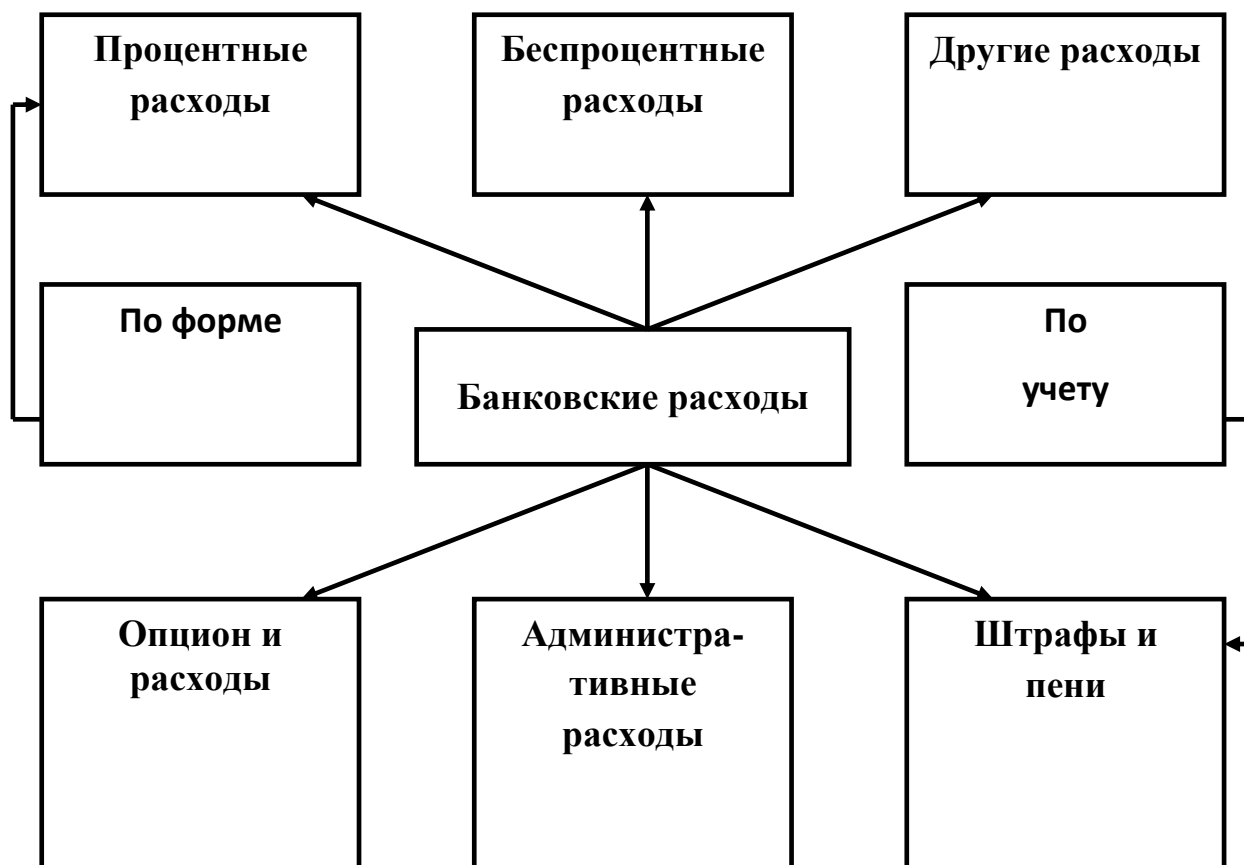 Процентные
расходы
Беспроцентные
расходы
Другие расходы
По форме
Банковские расходы
По
учету
Опцион и
расходы
Администра-
тивные
расходы
Штрафы и
пени